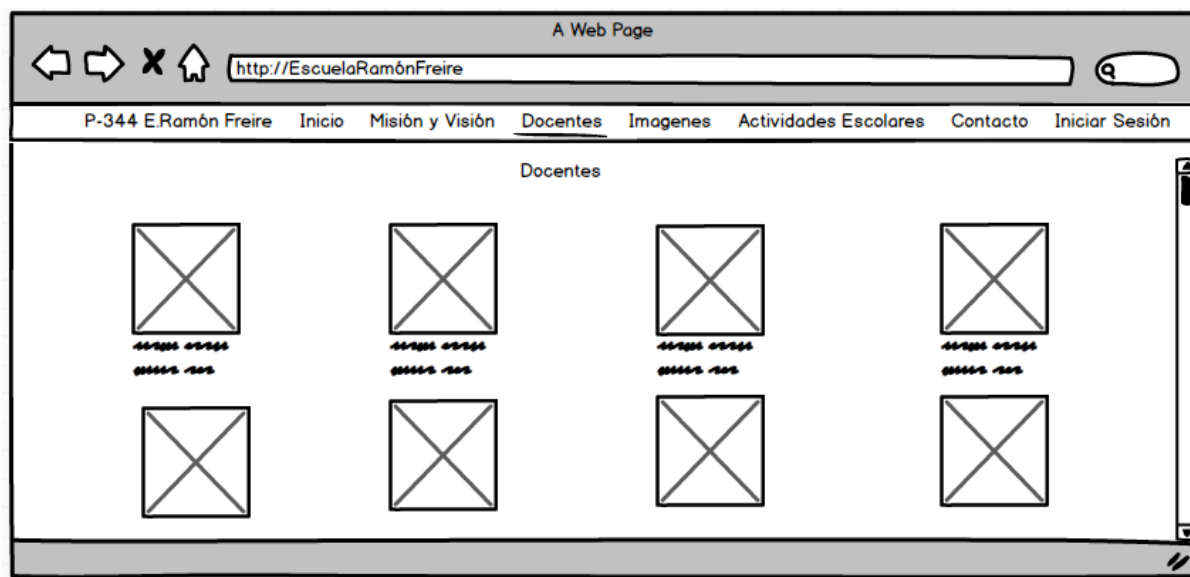 A Web Page
http://EscuelaRamónFreire
P-344 E.Ramón Freire Inicio Misión y Visión Docentes Imagenes Actividades Escolares Contacto Iniciar Sesión
Docentes